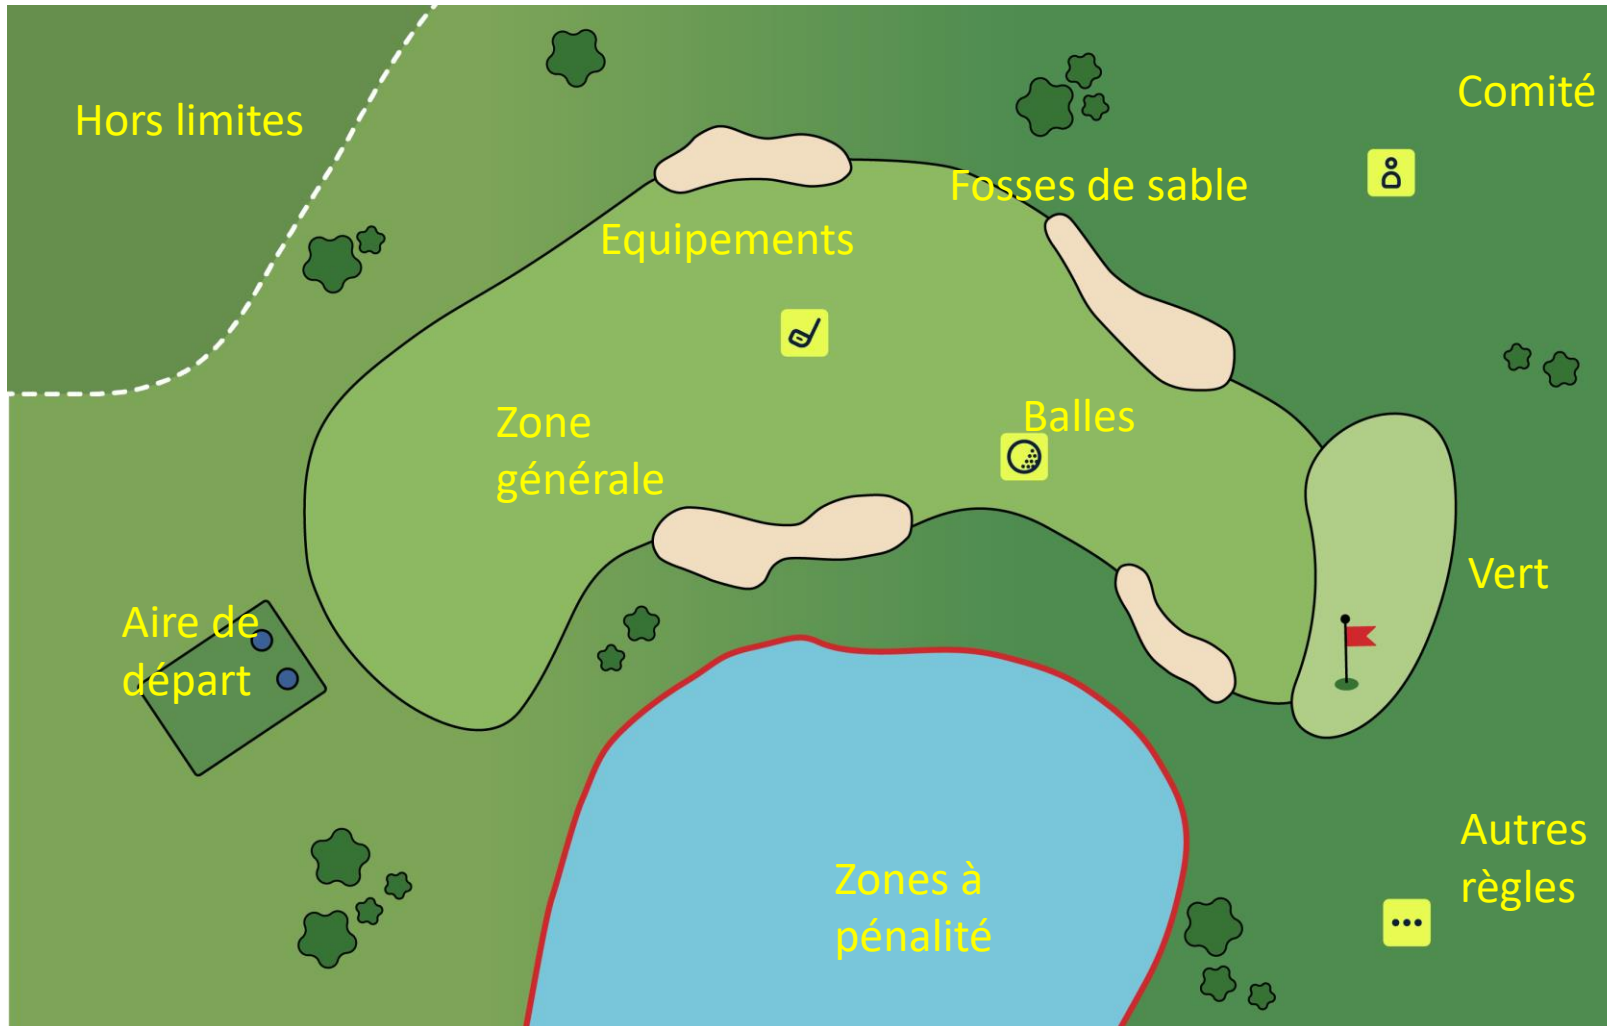 Comité
Hors limites
Fosses de sable
Equipements
Balles
Zone
générale
Vert
Aire de
départ
Autres
règles
Zones à
pénalité